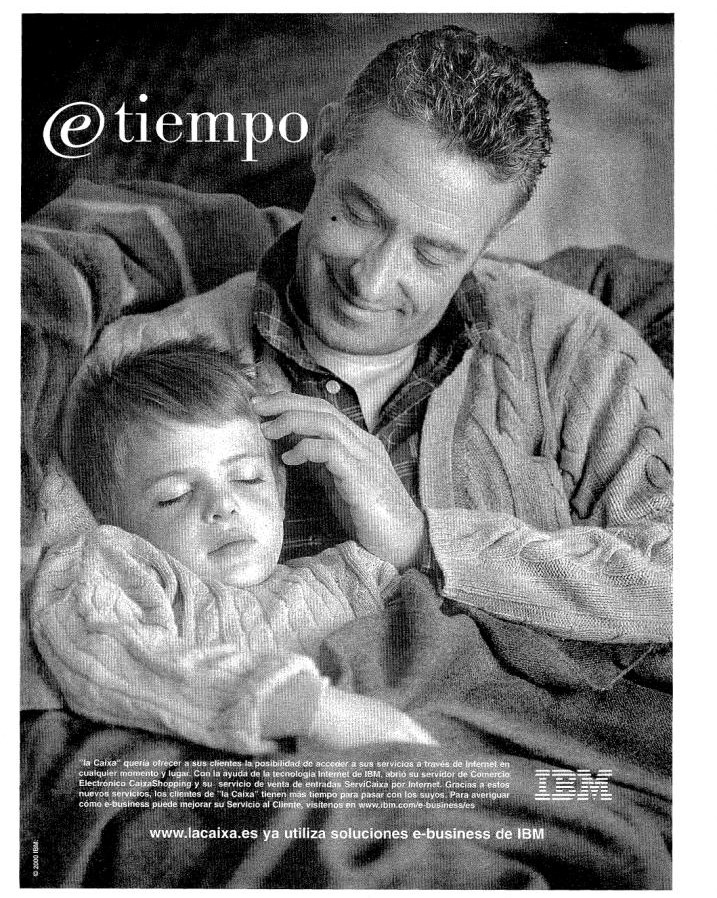 e tiempo
"la Caixa" quería ofrecer a sus clientes la posibilidad de acceder a sus servicios a través de Internet en
cualquier momento y lugar. Con la ayuda de la tecnología Internet de IBM, abrió su servidor de Comercio
Electrónico CaixaShopping y su servicio de venta de entradas ServiCaixa por Internet. Gracias a estos
nuevos servicios, los clientes de "la Caixa" tienen más tiempo para pasar con los suyos. Para averiguar
cómo e-business puede mejorar su Servicio al Cliente, visítenos en www.ibm.com/e-business/es
IBM
www.lacaixa.es ya utiliza soluciones e-business de IBM
© 2000 IBM.